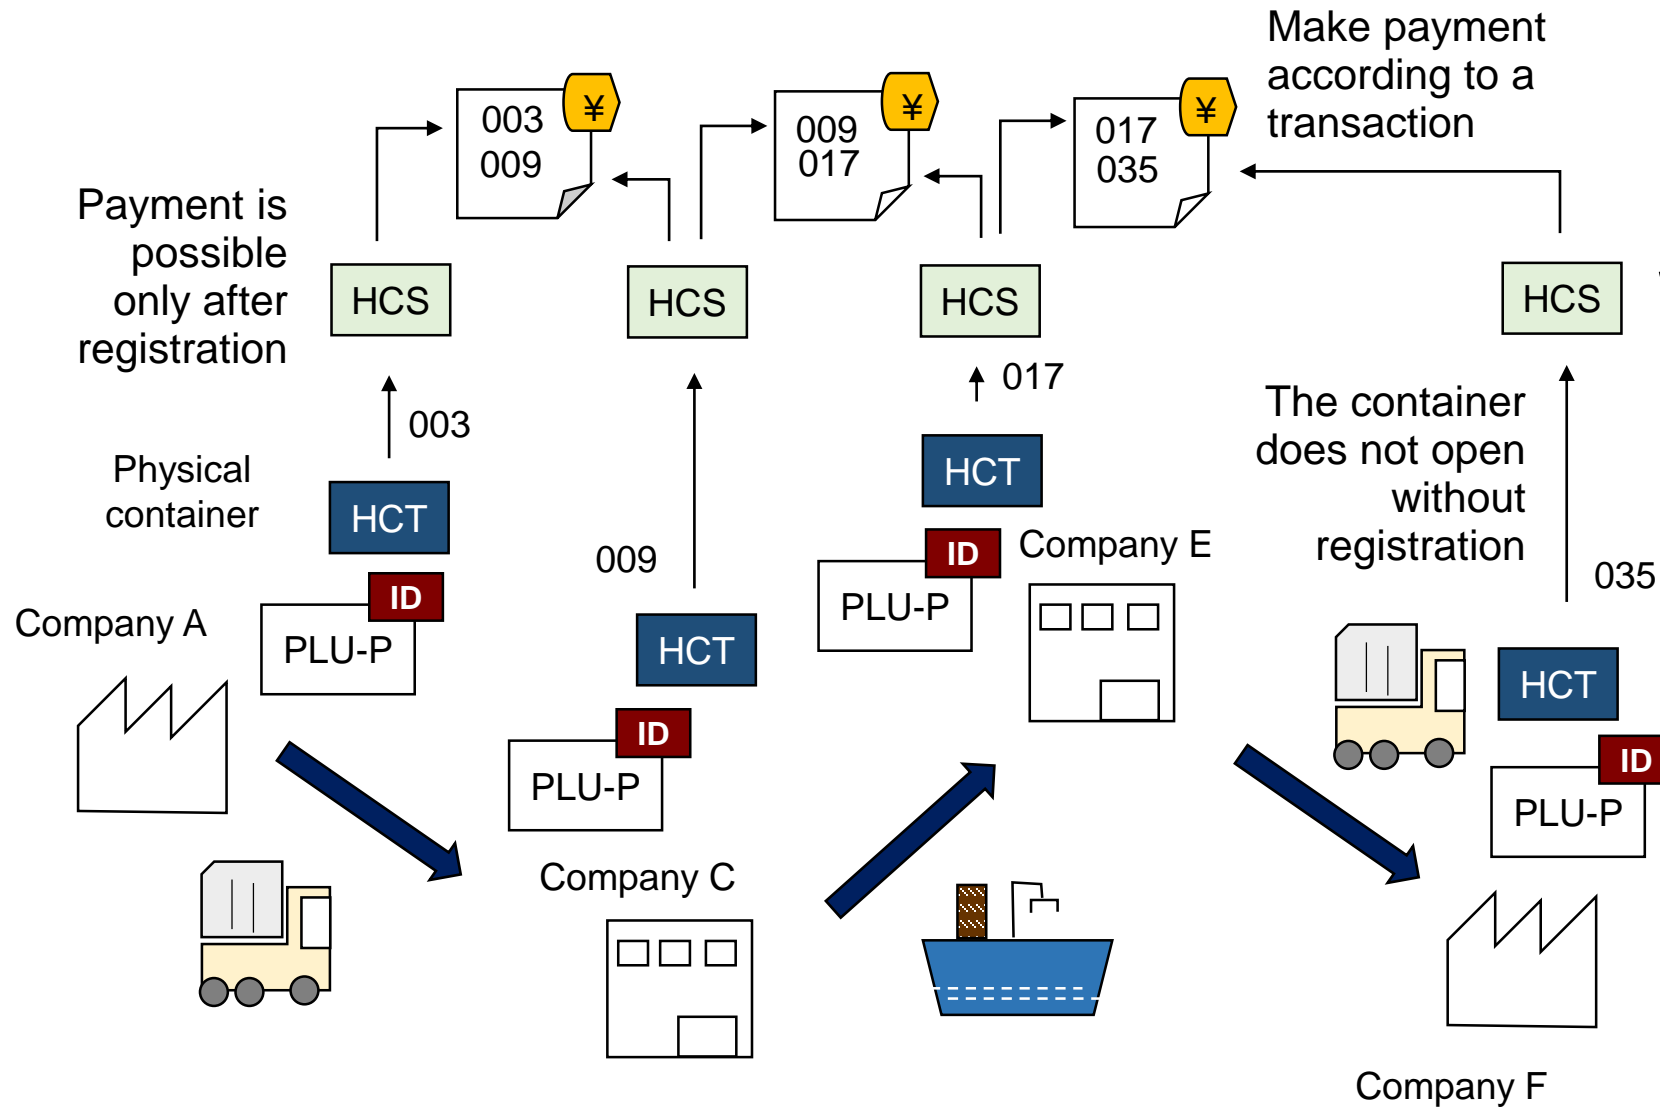 Make payment
according to a
transaction
003
009
¥
009
017
¥
017
035
¥
Payment is
possible
only after
registration
HCS
HCS
HCS
HCS
003
009
017
035
Physical
container
HCT
HCT
HCT
HCT
The container
does not open
without
registration
Company A
ID
PLU-P
ID
PLU-P
Company C
ID
PLU-P
Company E
ID
PLU-P
Company F